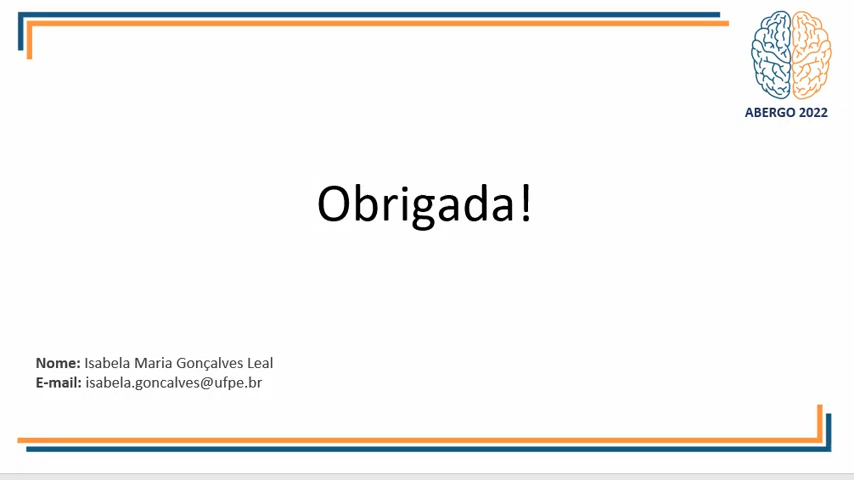 ABERGO 2022
Obrigada!
Nome: Isabela Maria Gonçalves Leal
E-mail: isabela.goncalves@ufpe.br